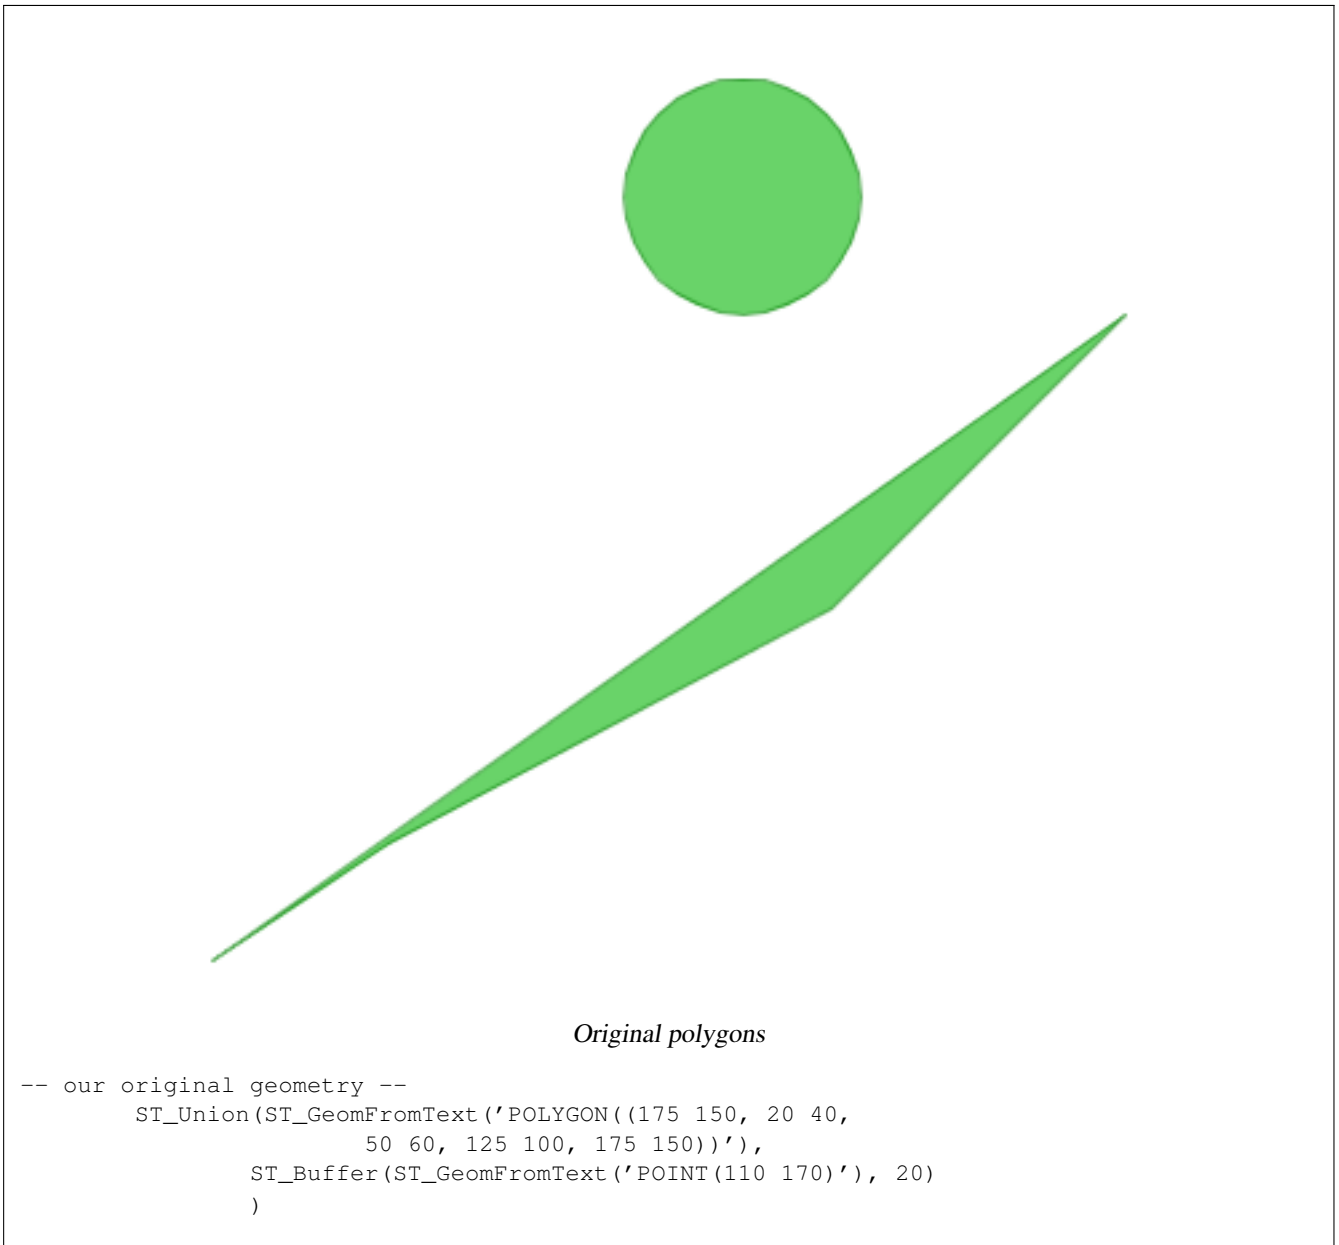 Original polygons
-- our original geometry --
ST_Union(ST_GeomFromText('POLYGON((175 150, 20 40,
50 60, 125 100, 175 150))'),
ST_Buffer(ST_GeomFromText('POINT(110 170)'), 20)
)